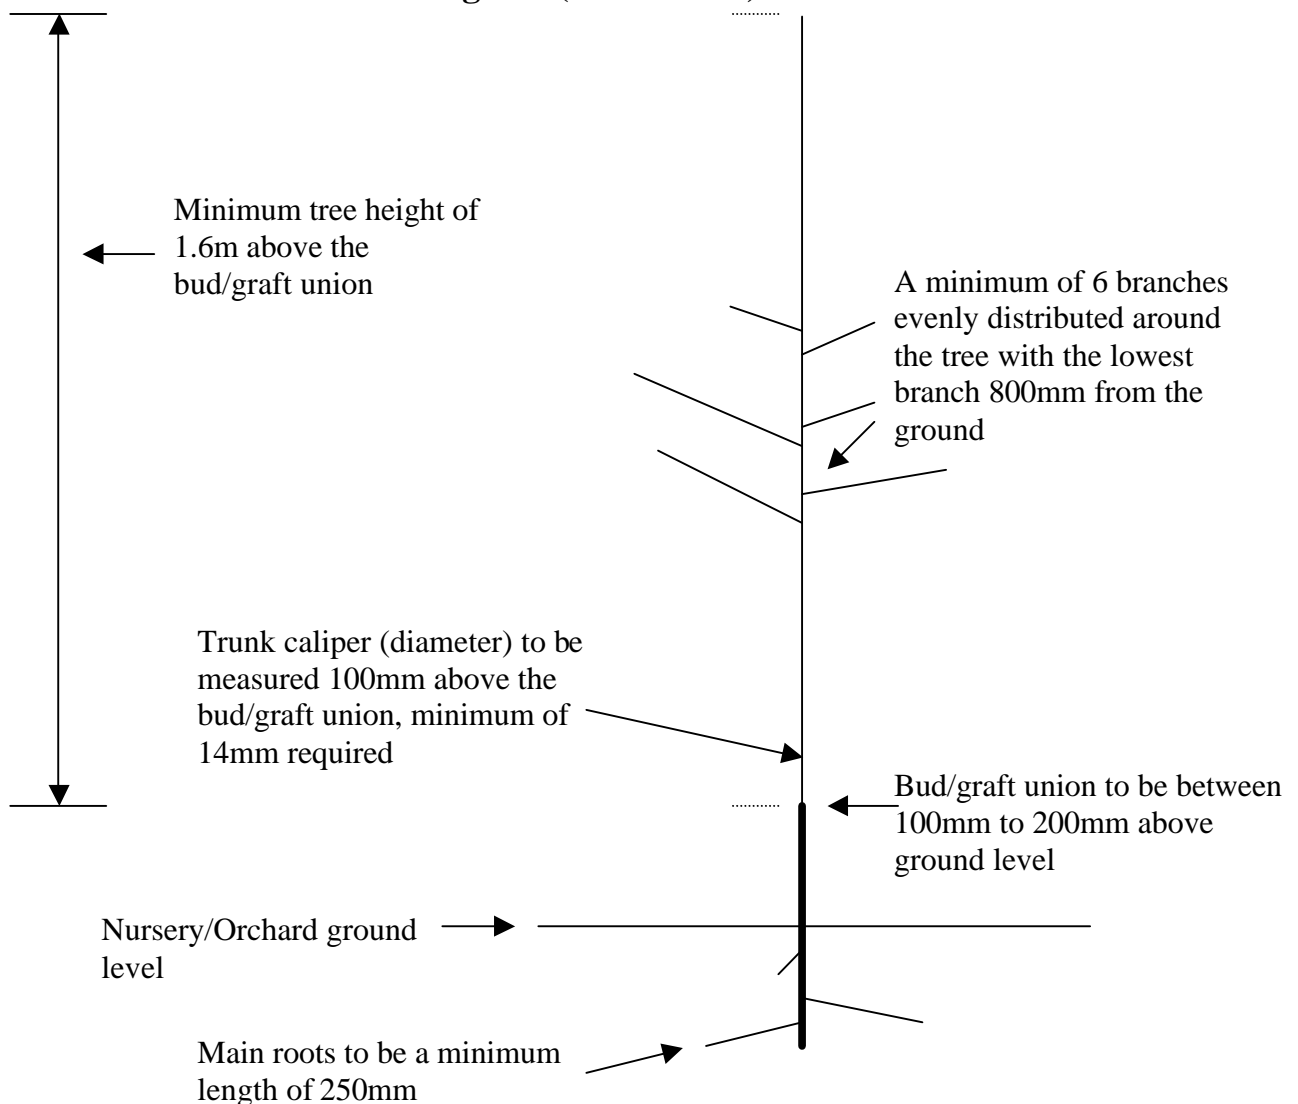 Minimum tree height of
1.6m above the
bud/graft union
A minimum of 6 branches
evenly distributed around
the tree with the lowest
branch 800mm from the
ground
Trunk caliper (diameter) to be
measured 100mm above the
bud/graft union, minimum of
14mm required
Bud/graft union to be between
100mm to 200mm above
ground level
Nursery/Orchard ground
level
Main roots to be a minimum
length of 250mm